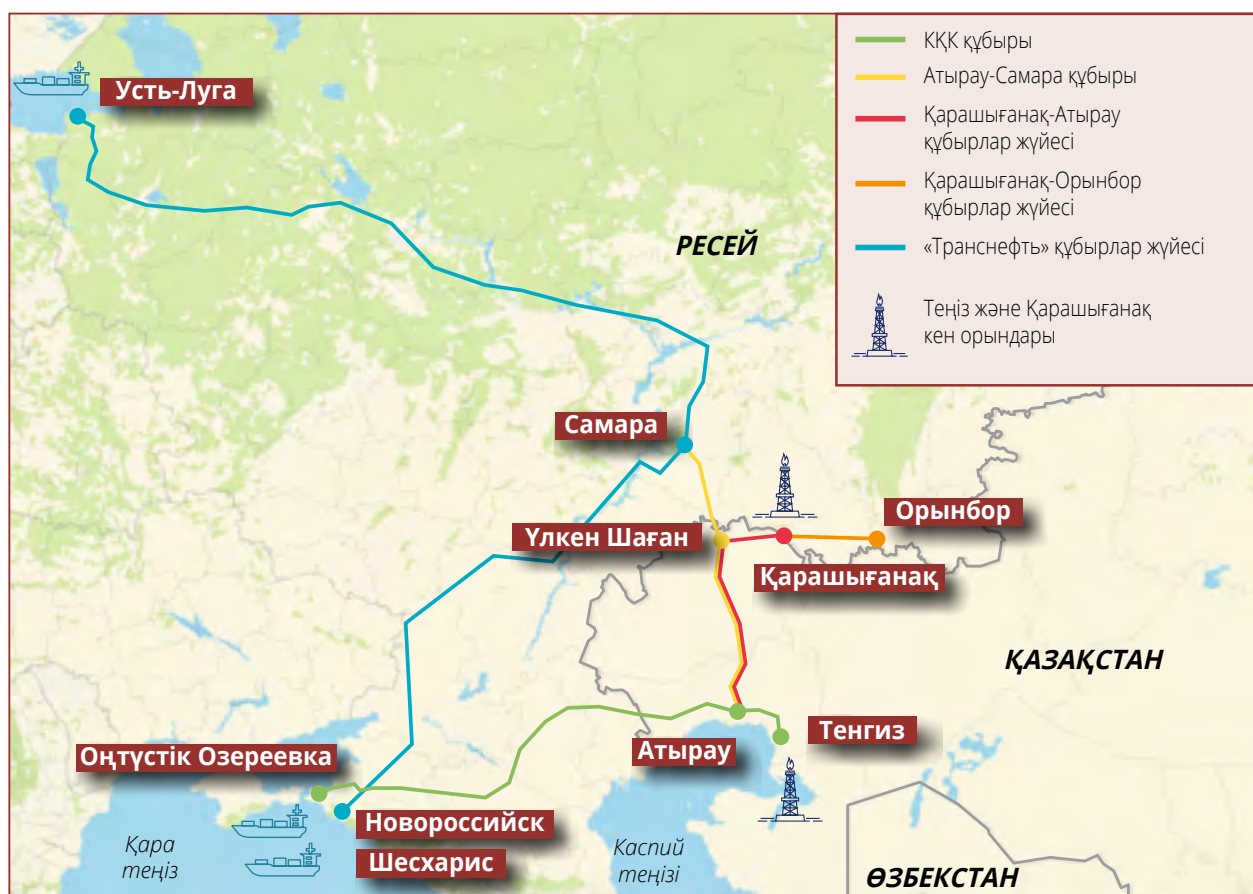 Усть-Луга
КҚК құбыры
Атырау-Самара құбыры
Қарашығанақ-Атырау
құбырлар жүйесі
Қарашығанақ-Орынбор
құбырлар жүйесі
«Транснефть» құбырлар жүйесі
Теңіз және Қарашығанақ
кен орындары
РЕСЕЙ
Самара
Үлкен Шаған
Орынбор
Қарашығанақ
ҚАЗАҚСТАН
Атырау
Тенгиз
Оңтүстік Озереевка
Новороссийск
Шесхарис
Қара
теңіз
Каспий
теңізі
ӨЗБЕКСТАН